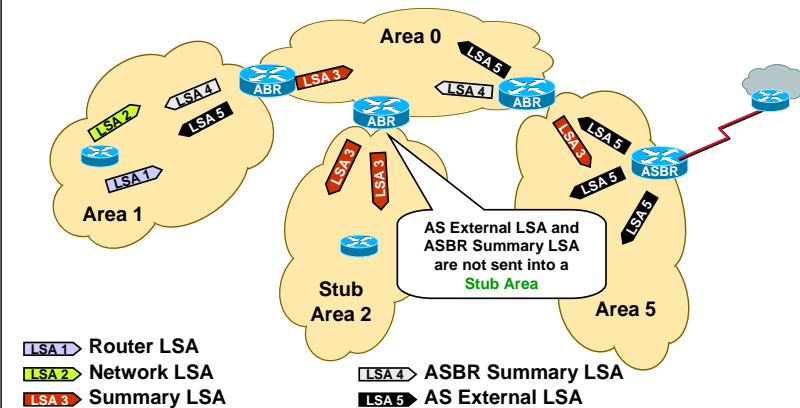 Area 0
LSA 5
LSA 4
LSA 3
ABR
LSA 4
ABR
LSA 2
LSA 5
ABR
LSA 3
LSA 5
LSA 1
LSA 3
LSA 3
LSA 5
ASBR
Area 1
LSA 5
AS External LSA and
ASBR Summary LSA
are not sent into a
Stub Area
Stub
Area 2
Area 5
LSA 1 Router LSA
LSA 2 Network LSA
LSA 3 Summary LSA
LSA 4 ASBR Summary LSA
LSA 5 AS External LSA